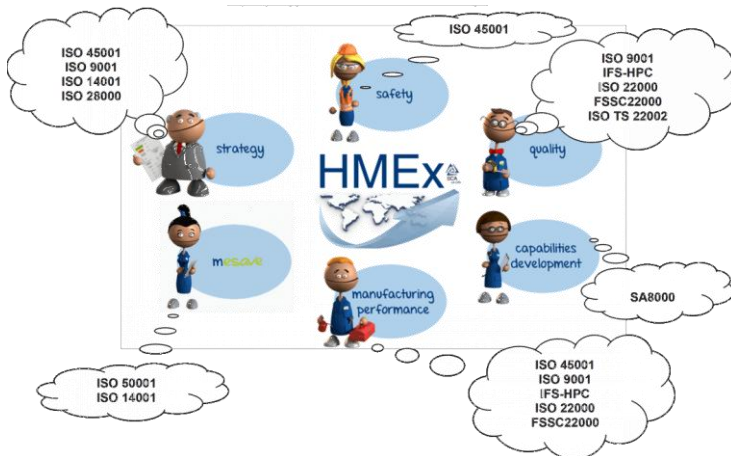 ISO 45001
ISO 45001
ISO 9001
ISO 14001
ISO 28000
ISO 9001
IFS-HPC
ISO 22000
FSSC22000
ISO TS 22002
safety
strategy
quality
HMEx
SCA
mesave
capabilities
development
manufacturing
performance
SA8000
ISO 50001
ISO 14001
ISO 45001
ISO 9001
IFS-HPC
ISO 22000
FSSC22000